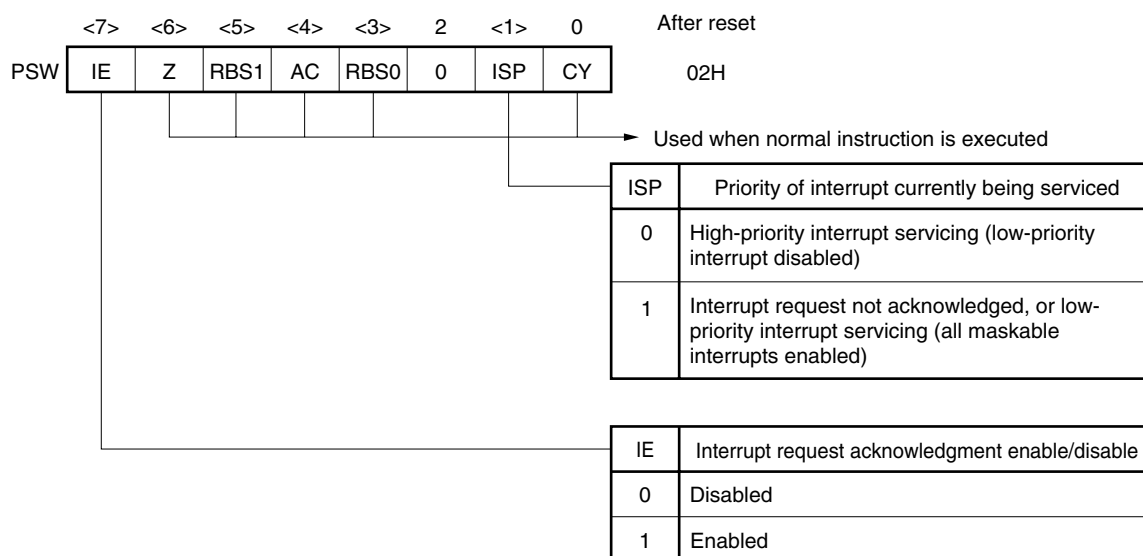 <7> <6> <5> <4> <3> 2 <1> 0 After reset
PSW IE Z RBS1 AC RBS0 0 ISP CY 02H
Used when normal instruction is executed
ISP Priority of interrupt currently being serviced
0 High-priority interrupt servicing (low-priority
interrupt disabled)
1 Interrupt request not acknowledged, or low-
priority interrupt servicing (all maskable
interrupts enabled)
IE Interrupt request acknowledgment enable/disable
0 Disabled
1 Enabled